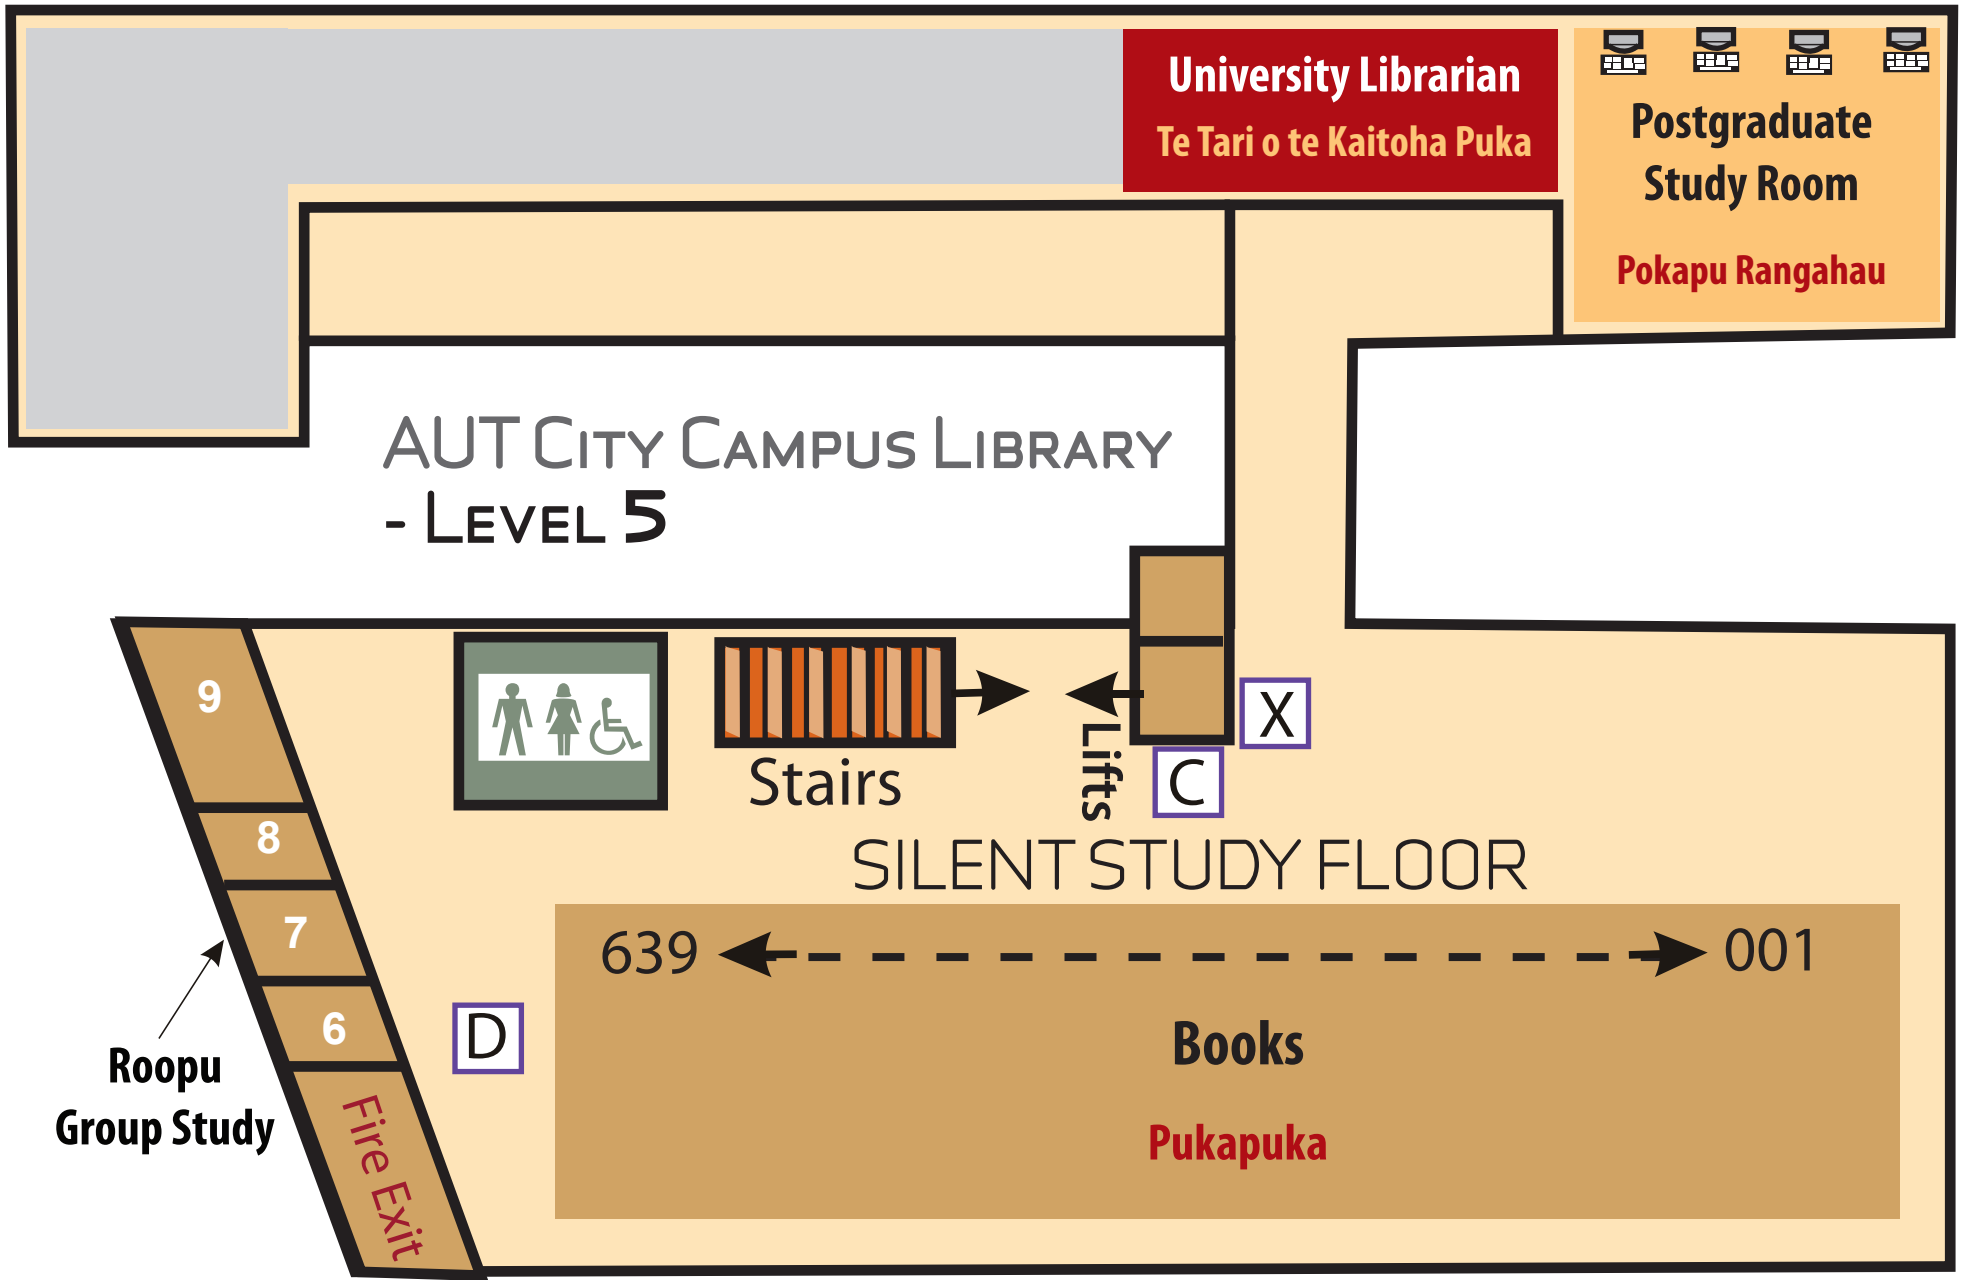 University Librarian
Te Tari o te Kaitoha Puka
Postgraduate
Study Room
Pokapu Rangahau
AUT City Campus Library
- Level 5
9
8
7
6
Fire Exit
Roopu
Group Study
Stairs
Lifts
X
C
D
SILENT STUDY FLOOR
639
001
Books
Pukapuka